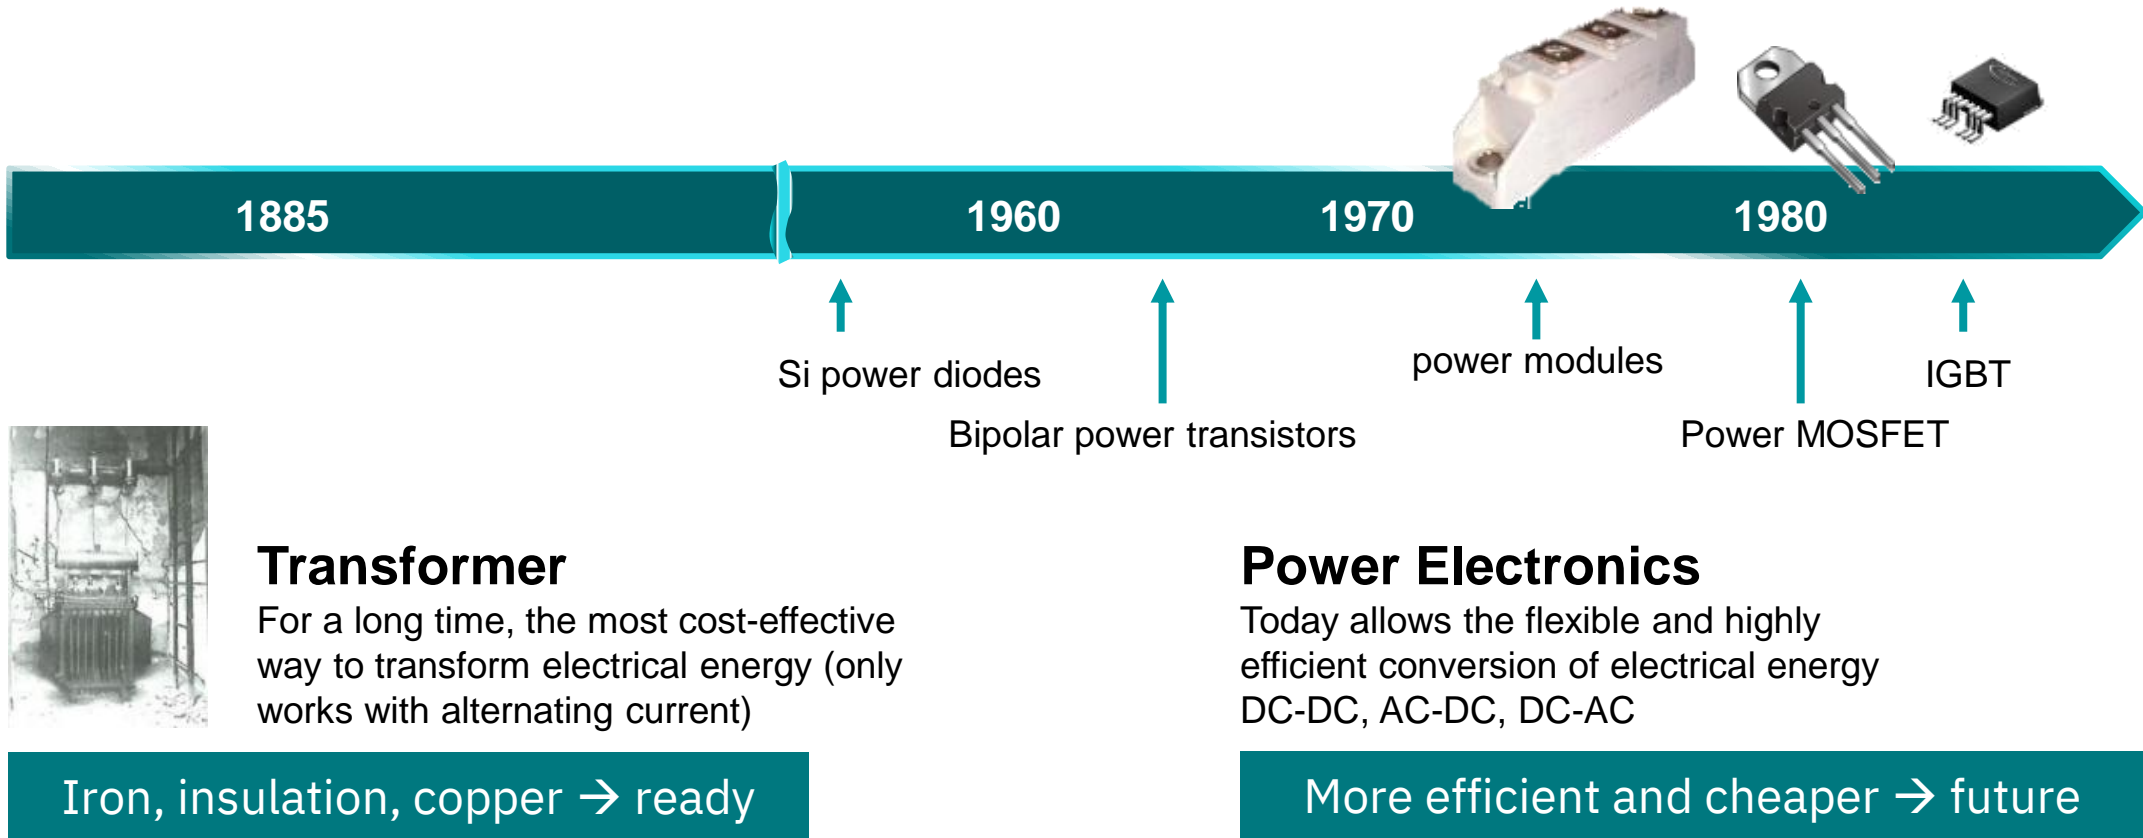 1885
1960
1970
1980
Si power diodes
Bipolar power transistors
power modules
Power MOSFET
IGBT
Transformer
For a long time, the most cost-effective
way to transform electrical energy (only
works with alternating current)
Iron, insulation, copper → ready
Power Electronics
Today allows the flexible and highly
efficient conversion of electrical energy
DC-DC, AC-DC, DC-AC
More efficient and cheaper → future